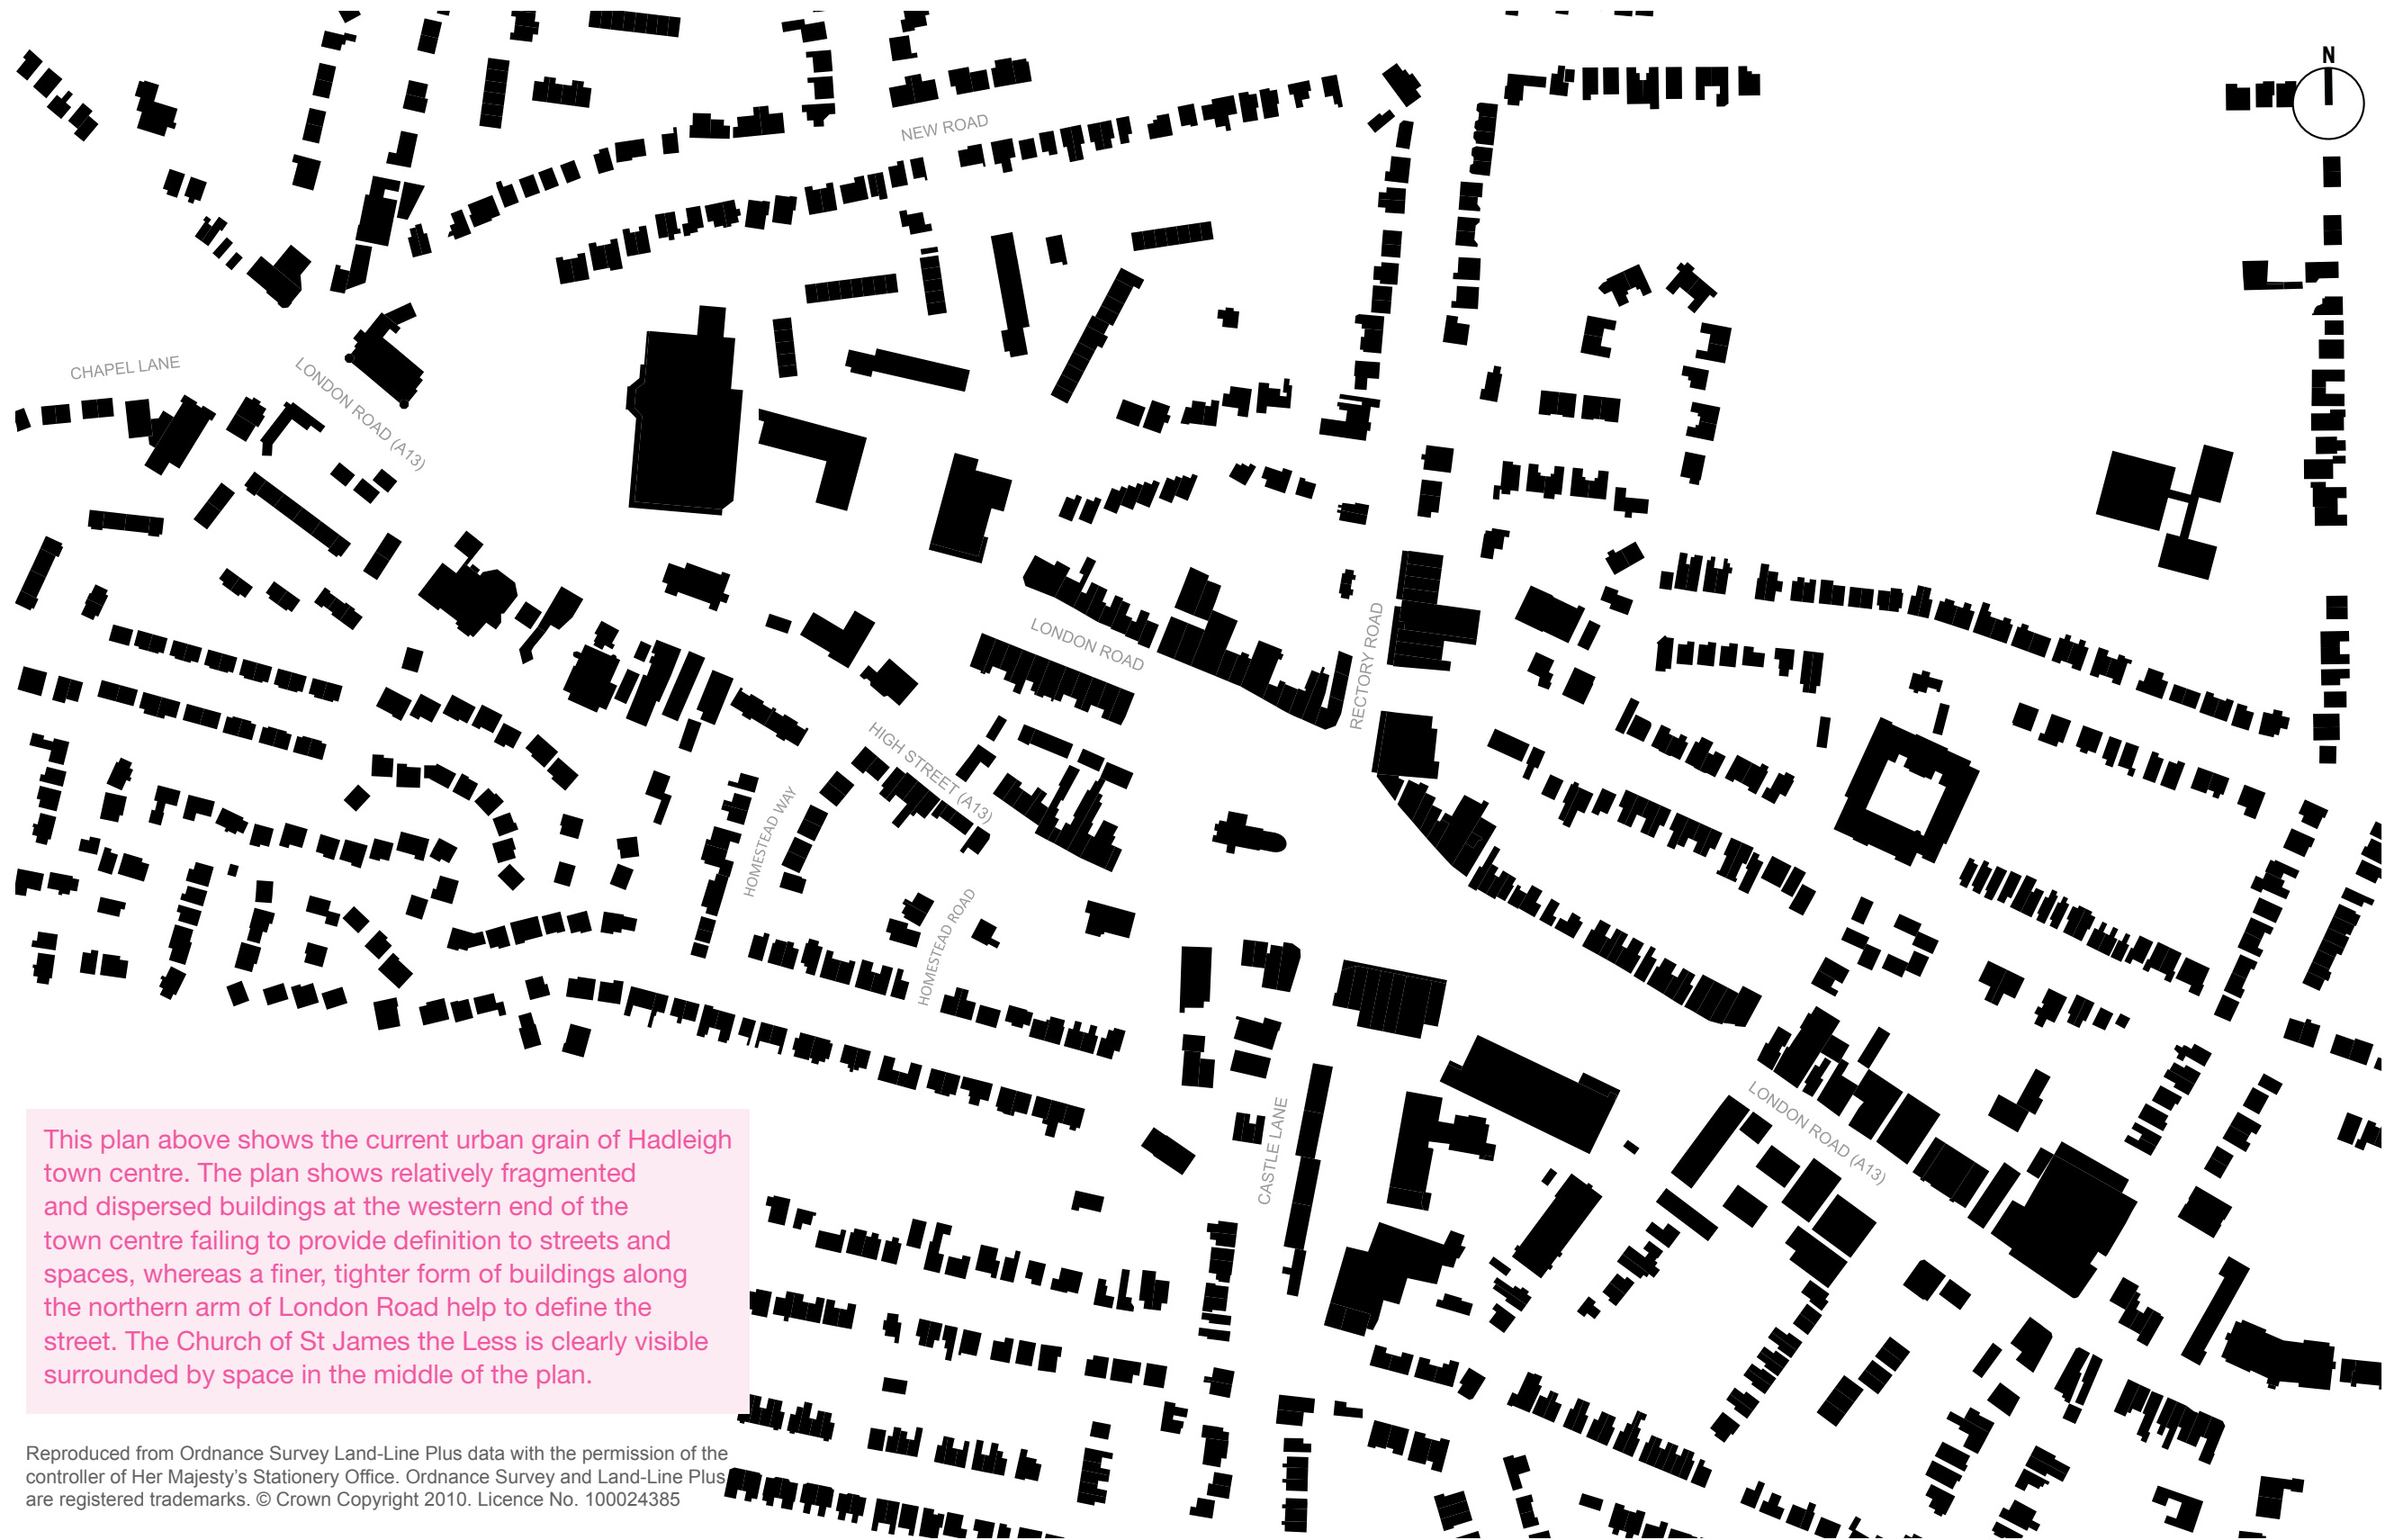 N
NEW ROAD
CHAPEL LANE
LONDON ROAD (A13)
LONDON ROAD
RECTORY ROAD
HIGH STREET (A13)
HOMESTEAD WAY
HOMESTEAD ROAD
CASTLE LANE
LONDON ROAD (A13)
This plan above shows the current urban grain of Hadleigh
town centre. The plan shows relatively fragmented
and dispersed buildings at the western end of the
town centre failing to provide definition to streets and
spaces, whereas a finer, tighter form of buildings along
the northern arm of London Road help to define the
street. The Church of St James the Less is clearly visible
surrounded by space in the middle of the plan.
Reproduced from Ordnance Survey Land-Line Plus data with the permission of the
controller of Her Majesty's Stationery Office. Ordnance Survey and Land-Line Plus
are registered trademarks. © Crown Copyright 2010. Licence No. 100024385